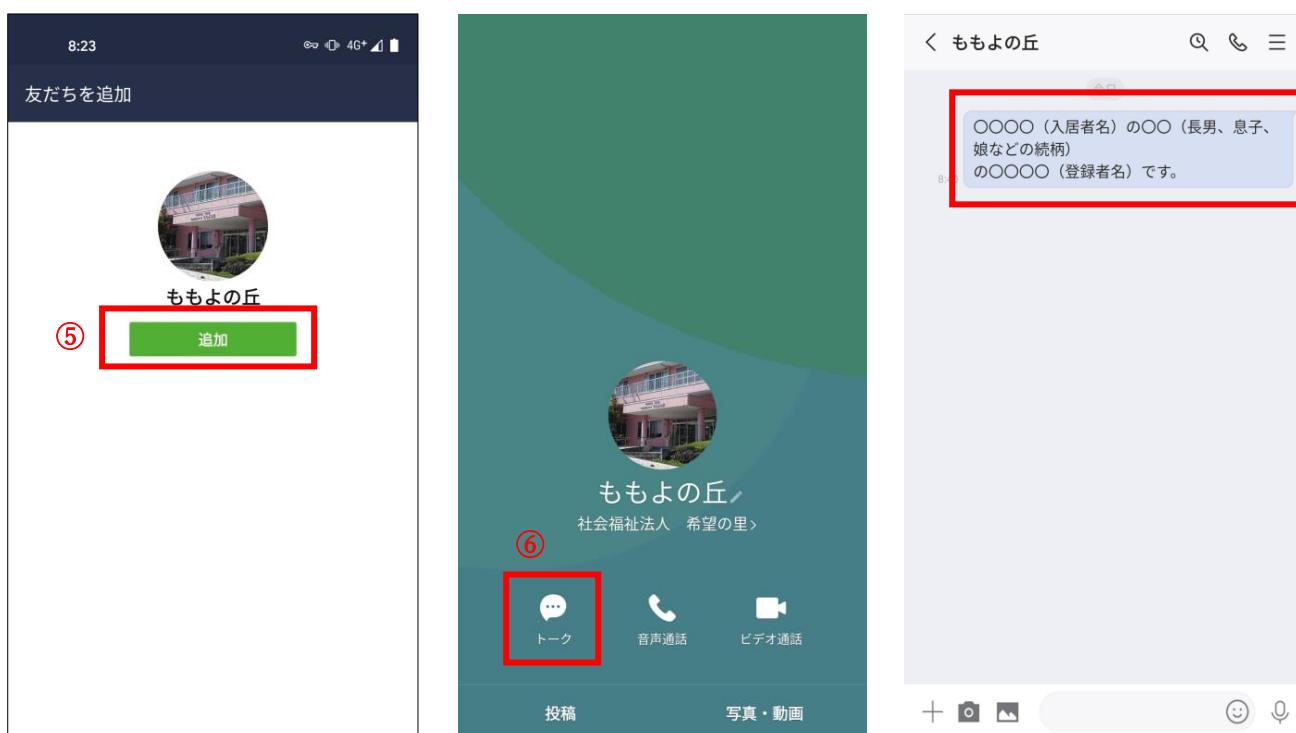 8:23
4G+
友だちを追加
ももよの丘
⑤
追加
ももよの丘
社会福祉法人　希望の里>
⑥
トーク
音声通話
ビデオ通話
投稿
写真・動画
ももよの丘
今日
〇〇〇〇（入居者名）の〇〇（長男、息子、
娘などの続柄）
の〇〇〇〇（登録者名）です。